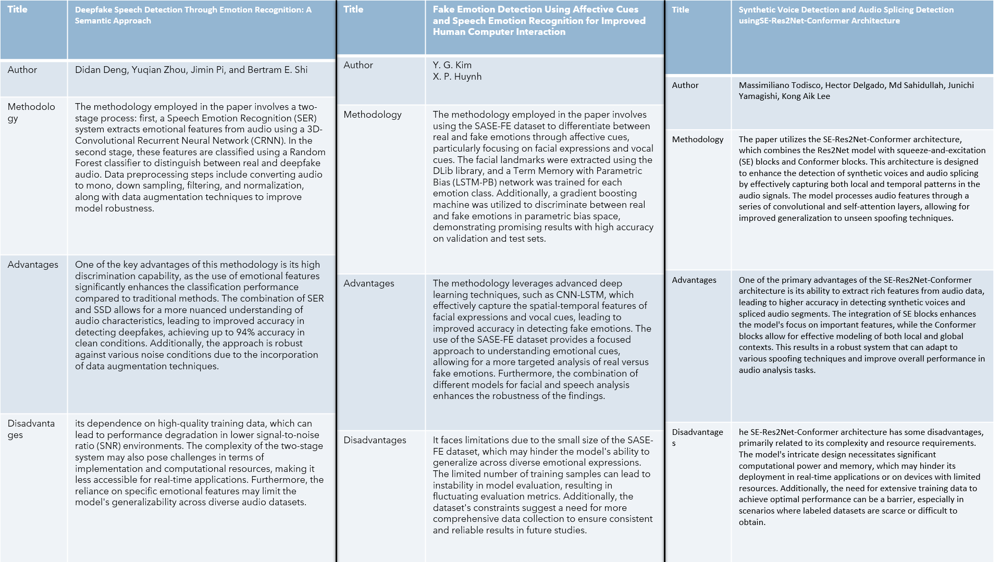 Title
Deepfake Speech Detection Through Emotion Recognition: A
Semantic Approach
Author
Didan Deng, Yuqian Zhou, Jimin Pi, and Bertram E. Shi
Methodolo
gy
The methodology employed in the paper involves a two-
stage process: first, a Speech Emotion Recognition (SER)
system extracts emotional features from audio using a 3D-
Convolutional Recurrent Neural Network (CRNN). In the
second stage, these features are classified using a Random
Forest classifier to distinguish between real and deepfake
audio. Data preprocessing steps include converting audio
to mono, down sampling, filtering, and normalization,
along with data augmentation techniques to improve
model robustness.
Advantages
One of the key advantages of this methodology is its high
discrimination capability, as the use of emotional features
significantly enhances the classification performance
compared to traditional methods. The combination of SER
and SSD allows for a more nuanced understanding of
audio characteristics, leading to improved accuracy in
detecting deepfakes, achieving up to 94% accuracy in
clean conditions. Additionally, the approach is robust
against various noise conditions due to the incorporation
of data augmentation techniques.
Disadvanta
ges
its dependence on high-quality training data, which can
lead to performance degradation in lower signal-to-noise
ratio (SNR) environments. The complexity of the two-stage
system may also pose challenges in terms of
implementation and computational resources, making it
less accessible for real-time applications. Furthermore, the
reliance on specific emotional features may limit the
model's generalizability across diverse audio datasets.
Title
Fake Emotion Detection Using Affective Cues
and Speech Emotion Recognition for Improved
Human Computer Interaction
Author
Y. G. Kim
X. P. Huynh
Methodology
The methodology employed in the paper involves
using the SASE-FE dataset to differentiate between
real and fake emotions through affective cues,
particularly focusing on facial expressions and vocal
cues. The facial landmarks were extracted using the
DLib library, and a Term Memory with Parametric
Bias (LSTM-PB) network was trained for each
emotion class. Additionally, a gradient boosting
machine was utilized to discriminate between real
and fake emotions in parametric bias space,
demonstrating promising results with high accuracy
on validation and test sets.
Advantages
The methodology leverages advanced deep
learning techniques, such as CNN-LSTM, which
effectively capture the spatial-temporal features of
facial expressions and vocal cues, leading to
improved accuracy in detecting fake emotions. The
use of the SASE-FE dataset provides a focused
approach to understanding emotional cues,
allowing for a more targeted analysis of real versus
fake emotions. Furthermore, the combination of
different models for facial and speech analysis
enhances the robustness of the findings.
Disadvantages
It faces limitations due to the small size of the SASE-
FE dataset, which may hinder the model's ability to
generalize across diverse emotional expressions.
The limited number of training samples can lead to
instability in model evaluation, resulting in
fluctuating evaluation metrics. Additionally, the
dataset's constraints suggest a need for more
comprehensive data collection to ensure consistent
and reliable results in future studies.
Title
Synthetic Voice Detection and Audio Splicing Detection
usingSE-Res2Net-Conformer Architecture
Author
Massimiliano Todisco, Hector Delgado, Md Sahidullah, Junichi
Yamagishi, Kong Aik Lee
Methodology
The paper utilizes the SE-Res2Net-Conformer architecture,
which combines the Res2Net model with squeeze-and-excitation
(SE) blocks and Conformer blocks. This architecture is designed
to enhance the detection of synthetic voices and audio splicing
by effectively capturing both local and temporal patterns in the
audio signals. The model processes audio features through a
series of convolutional and self-attention layers, allowing for
improved generalization to unseen spoofing techniques.
Advantages
One of the primary advantages of the SE-Res2Net-Conformer
architecture is its ability to extract rich features from audio data,
leading to higher accuracy in detecting synthetic voices and
spliced audio segments. The integration of SE blocks enhances
the model's focus on important features, while the Conformer
blocks allow for effective modeling of both local and global
contexts. This results in a robust system that can adapt to
various spoofing techniques and improve overall performance in
audio analysis tasks.
Disadvantage
s
he SE-Res2Net-Conformer architecture has some disadvantages,
primarily related to its complexity and resource requirements.
The model's intricate design necessitates significant
computational power and memory, which may hinder its
deployment in real-time applications or on devices with limited
resources. Additionally, the need for extensive training data to
achieve optimal performance can be a barrier, especially in
scenarios where labeled datasets are scarce or difficult to
obtain.